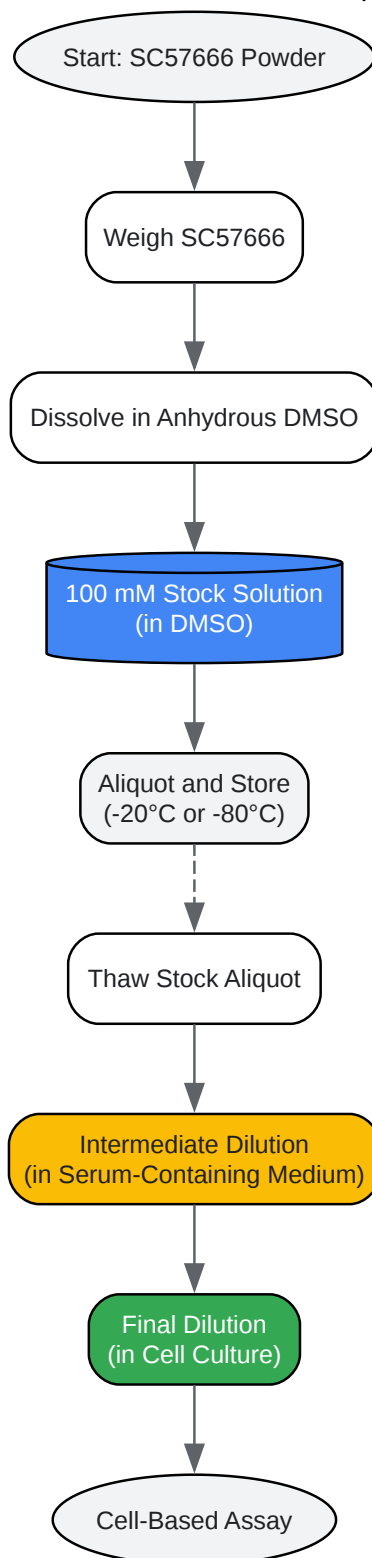 Start: SC57666 Powder
Weigh SC57666
Dissolve in Anhydrous DMSO
100 mM Stock Solution
(in DMSO)
Aliquot and Store
(-20°C or -80°C)
Thaw Stock Aliquot
Intermediate Dilution
(in Serum-Containing Medium)
Final Dilution
(in Cell Culture)
Cell-Based Assay